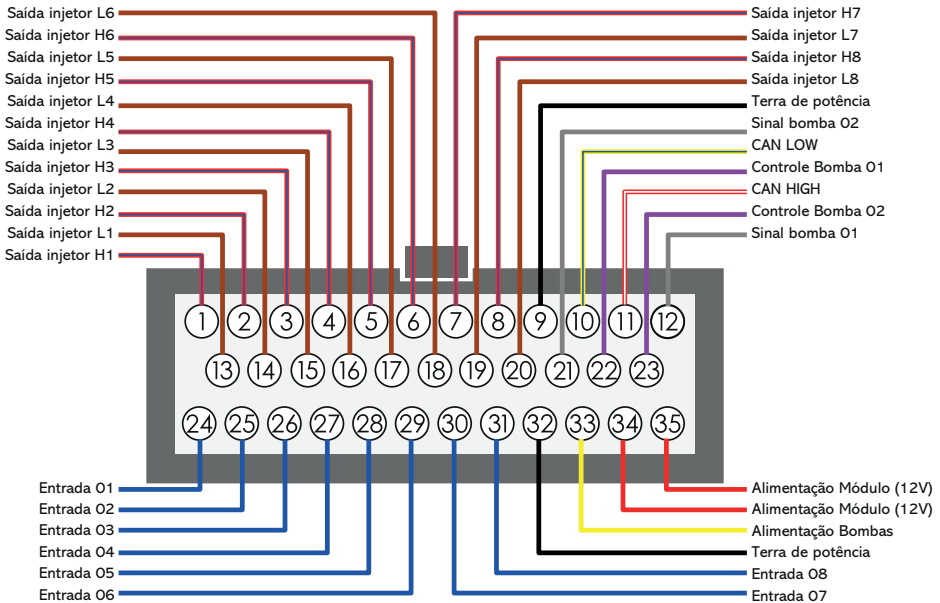 Saída injetor L6
Saída injetor H6
Saída injetor L5
Saída injetor H5
Saída injetor L4
Saída injetor H4
Saída injetor L3
Saída injetor H3
Saída injetor L2
Saída injetor H2
Saída injetor L1
Saída injetor H1
Saída injetor H7
Saída injetor L7
Saída injetor H8
Saída injetor L8
Terra de potência
Sinal bomba 02
CAN LOW
Controle Bomba 01
CAN HIGH
Controle Bomba 02
Sinal bomba 01
1 2 3 4 5 6 7 8 9 10 11 12
13 14 15 16 17 18 19 20 21 22 23
24 25 26 27 28 29 30 31 32 33 34 35
Entrada 01
Entrada 02
Entrada 03
Entrada 04
Entrada 05
Entrada 06
Alimentação Módulo (12V)
Alimentação Módulo (12V)
Alimentação Bombas
Terra de potência
Entrada 08
Entrada 07